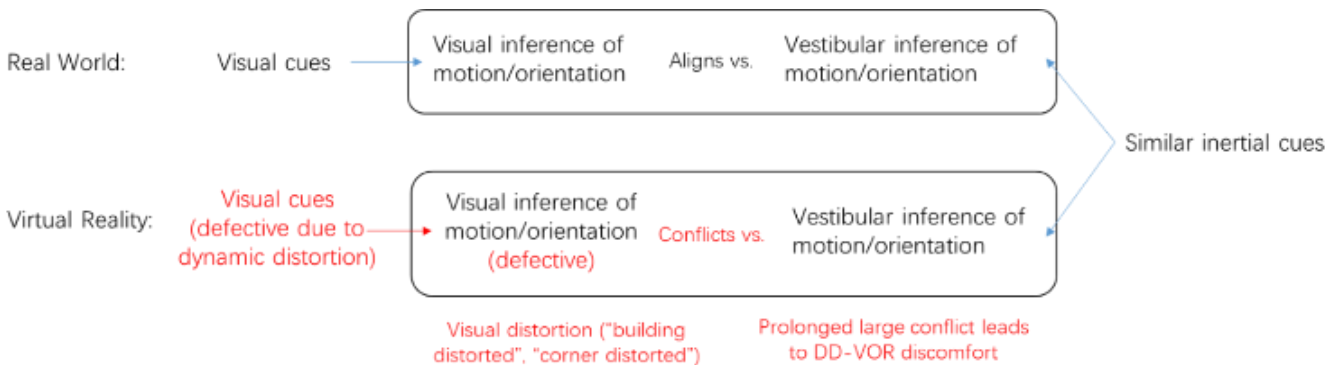 Real World:
Visual cues
Visual inference of
motion/orientation
Aligns vs.
Vestibular inference of
motion/orientation
Similar inertial cues
Virtual Reality:
Visual cues
(defective due to
dynamic distortion)
Visual inference of
motion/orientation
(defective)
Conflicts vs.
Vestibular inference of
motion/orientation
Visual distortion (“building
distorted”, “corner distorted”)
Prolonged large conflict leads
to DD-VOR discomfort